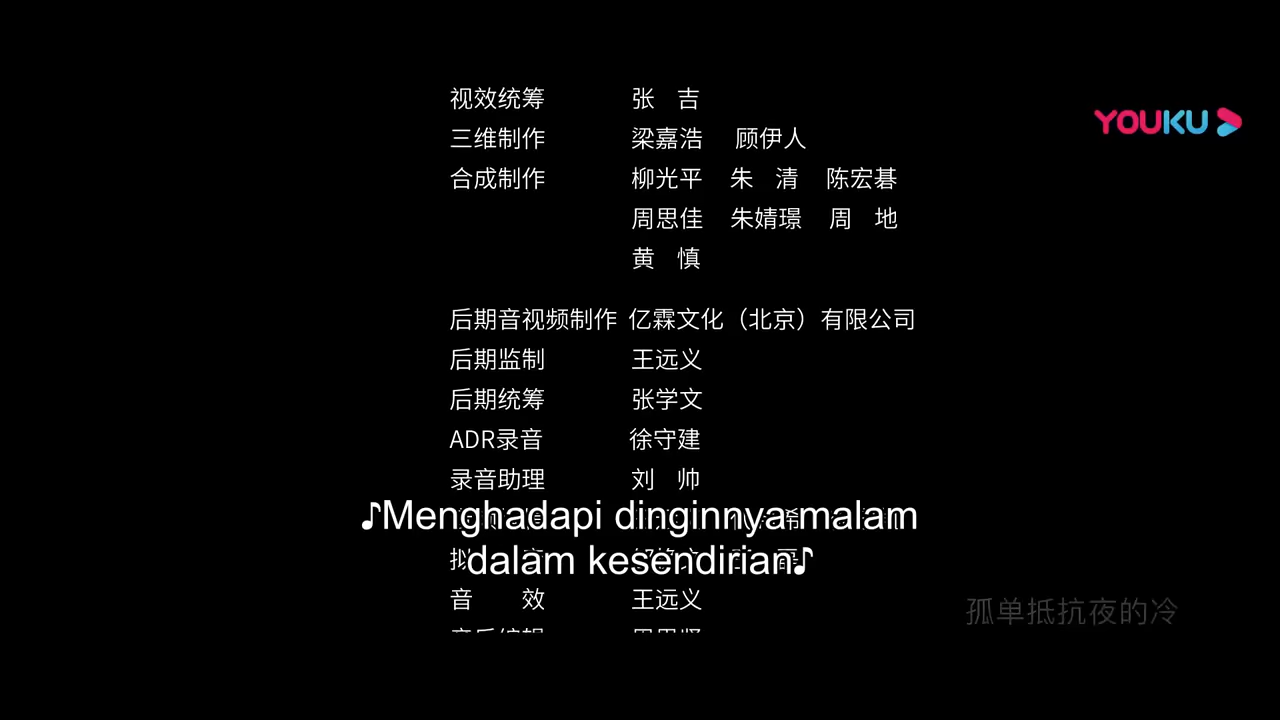 YOUKU
视效统筹 张 吉
三维制作 梁嘉浩 顾伊人
合成制作 柳光平 朱 清 陈宏碁
周思佳 朱婧璟 周 地
黄 慎
后期音视频制作 亿霖文化（北京）有限公司
后期监制 王远义
后期统筹 张学文
ADR录音 徐守建
录音助理 刘 帅
♪Menghadapi dinginnya malam
dalam kesendirian♪
音 效 王远义
孤单抵抗夜的冷